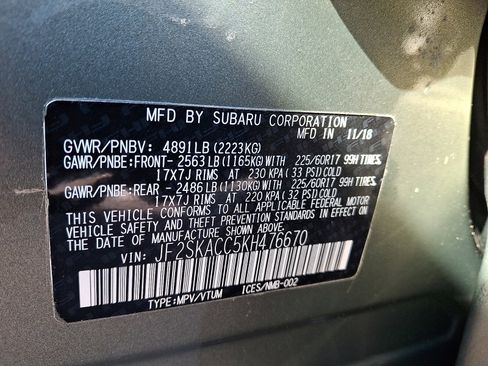 MFD BY SUBARU CORPORATION
MFD IN 11/18
GVWR/PNBV: 4891LB(2223KG)
GAWR/PNBE:FRONT- 2563LB(1165KG)WITH 225/60R17 99H TIRES,
17X7J RIMS AT 230 KPA( 33 PSI)COLD
GAWR/PNBE:REAR - 2486LB(1130KG)WITH 225/60R17 99H TIRES,
17X7J RIMS AT 220 KPA( 32 PSI)COLD
THIS VEHICLE CONFORMS TO ALL APPLICABLE FEDERAL MOTOR
VEHICLE SAFETY AND THEFT PREVENTION STANDARDS IN EFFECT ON
THE DATE OF MANUFACTURE SHOWN ABOVE.
VIN: JF2SKACC5KH476670
TYPE:MPV/VTUM ICES/NMB-002